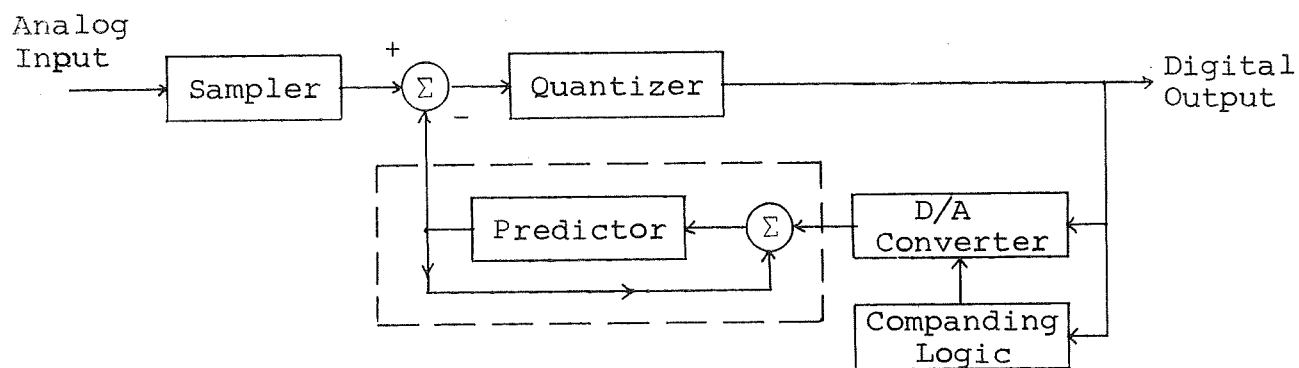 Analog
Input
Sampler
+
Σ
−
Quantizer
Digital
Output
Predictor
Σ
D/A
Converter
Companding
Logic